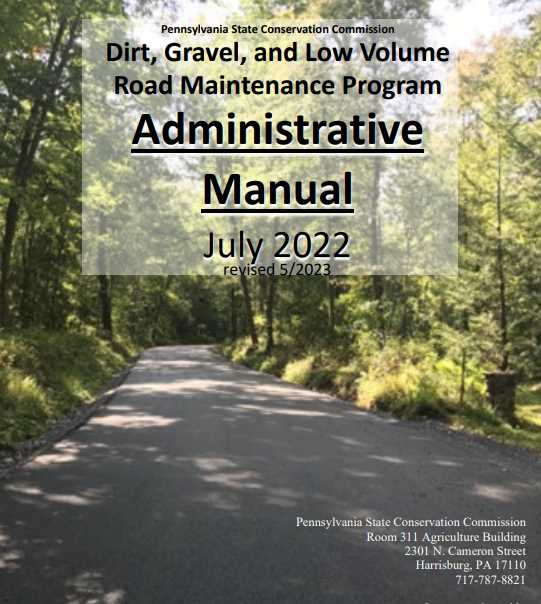 Pennsylvania State Conservation Commission
Dirt, Gravel, and Low Volume
Road Maintenance Program
Administrative
Manual
July 2022
revised 5/2023
Pennsylvania State Conservation Commission
Room 311 Agriculture Building
2301 N. Cameron Street
Harrisburg, PA 17110
717-787-8821